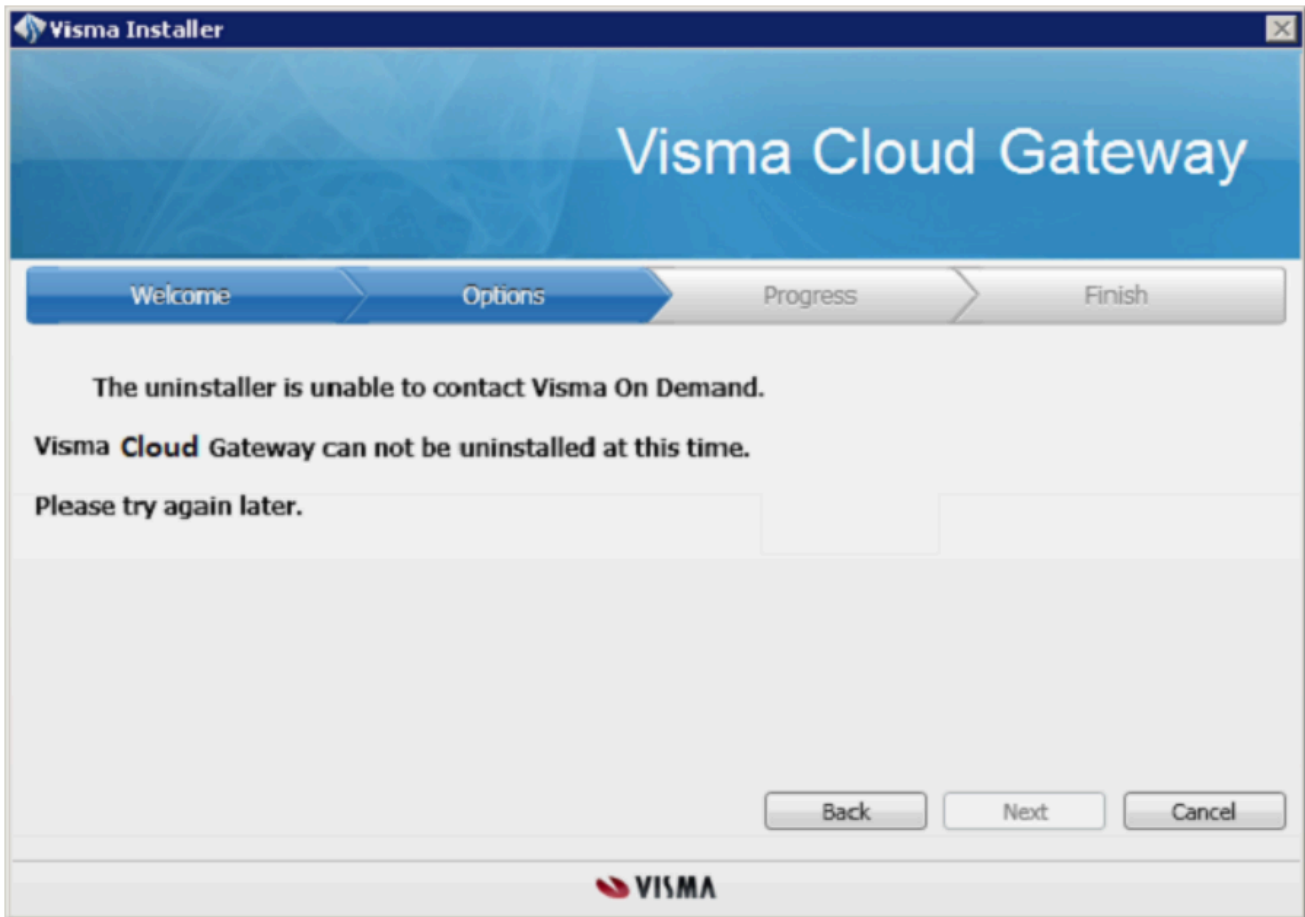 Visma Installer
Visma Cloud Gateway
Welcome Options Progress Finish
The uninstaller is unable to contact Visma On Demand.
Visma Cloud Gateway can not be uninstalled at this time.
Please try again later.
Back Next Cancel
VISMA